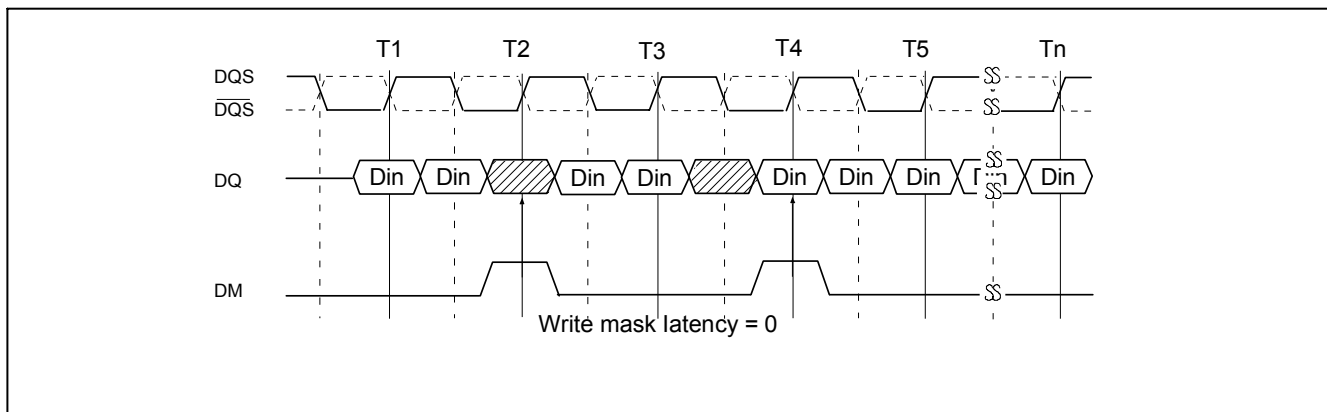 T1 T2 T3 T4 T5 Tn
DQS
DQS
DQ Din Din Din Din Din Din Din Din
DM
Write mask latency = 0